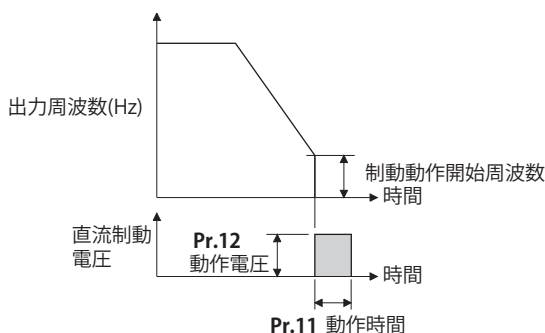 出力周波数(Hz)
制動動作開始周波数
時間
直流制動
電圧
Pr.12
動作電圧
時間
Pr.11 動作時間